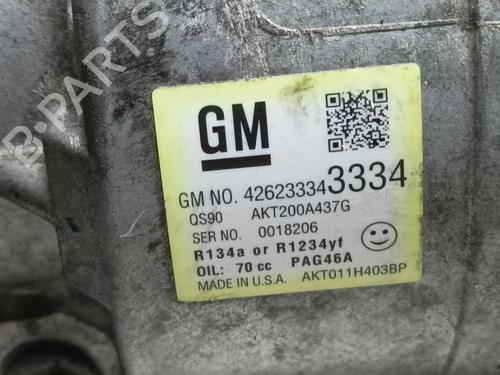 B-PARTS
GM
GM NO. 42623334 3334
QS90 AKT200A437G
SER NO. 0018206
R134a or R1234yf
OIL: 70 cc PAG46A
MADE IN U.S.A. AKT011H403BP